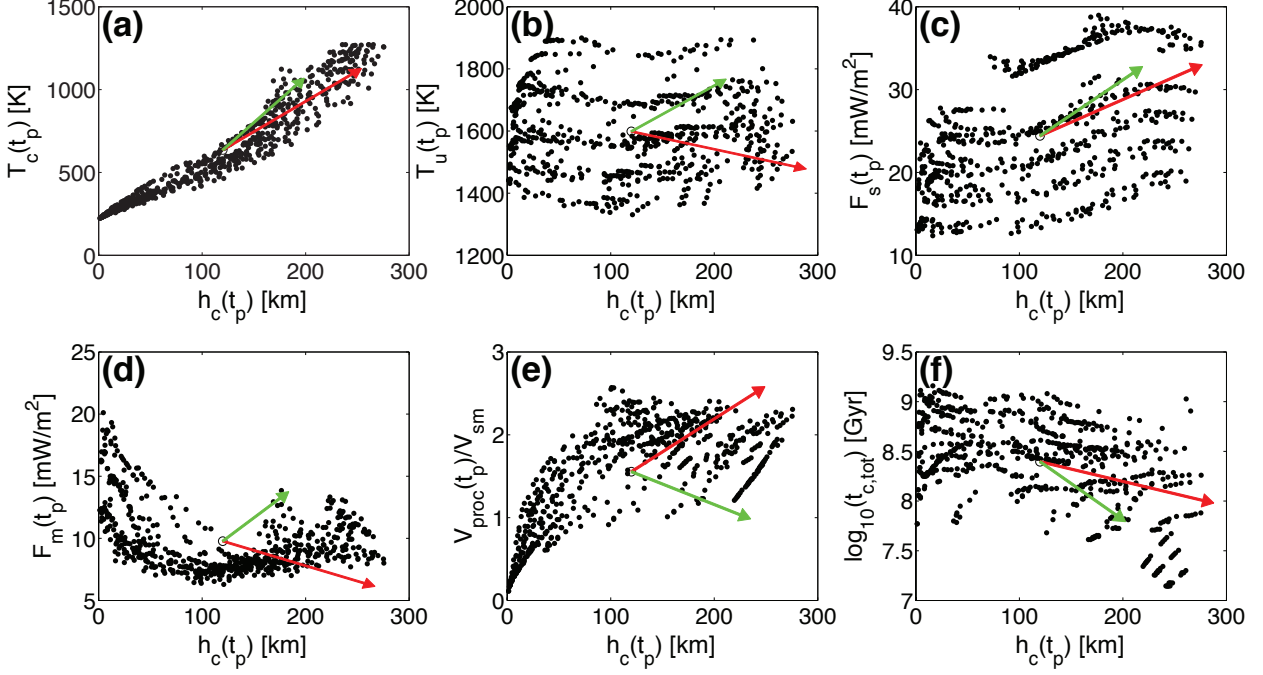 (a)
T_c(t_p) [K]
1500
1000
500
0
0 100 200 300
h_c(t_p) [km]
(b)
T_u(t_p) [K]
2000
1800
1600
1400
1200
0 100 200 300
h_c(t_p) [km]
(c)
F_s(t_p) [mW/m²]
40
30
20
10
0 100 200 300
h_c(t_p) [km]
(d)
F_m(t_p) [mW/m²]
25
20
15
10
5
0 100 200 300
h_c(t_p) [km]
(e)
V_proc(t_p)/V_sm
3
2
1
0
0 100 200 300
h_c(t_p) [km]
(f)
log_10(t_c,tot) [Gyr]
9.5
9
8.5
8
7.5
7
0 100 200 300
h_c(t_p) [km]